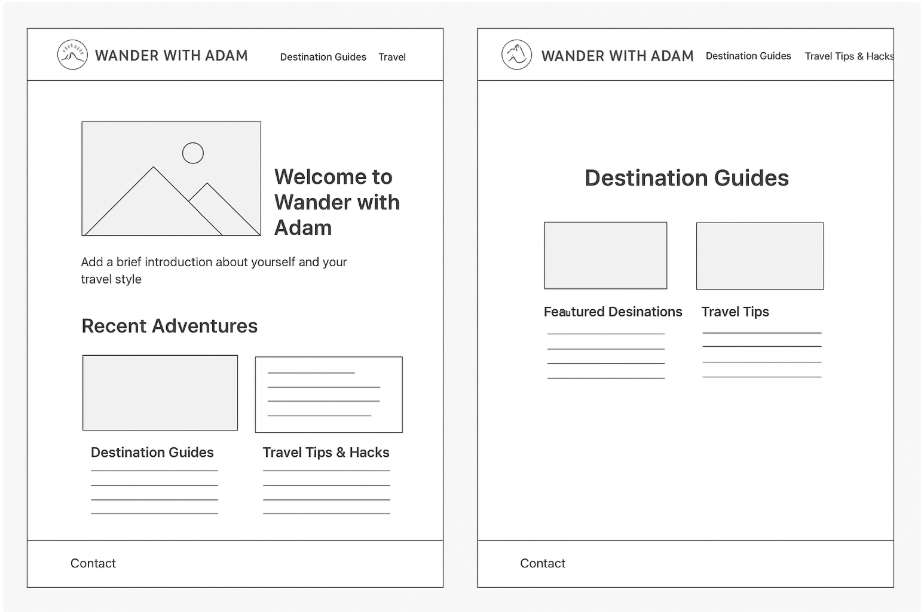 WANDER WITH ADAM
Destination Guides
Travel
Welcome to
Wander with
Adam
Add a brief introduction about yourself and your
travel style
Recent Adventures
Destination Guides
Travel Tips & Hacks
Contact
WANDER WITH ADAM
Destination Guides
Travel Tips & Hacks
Destination Guides
Feautured Desinations
Travel Tips
Contact